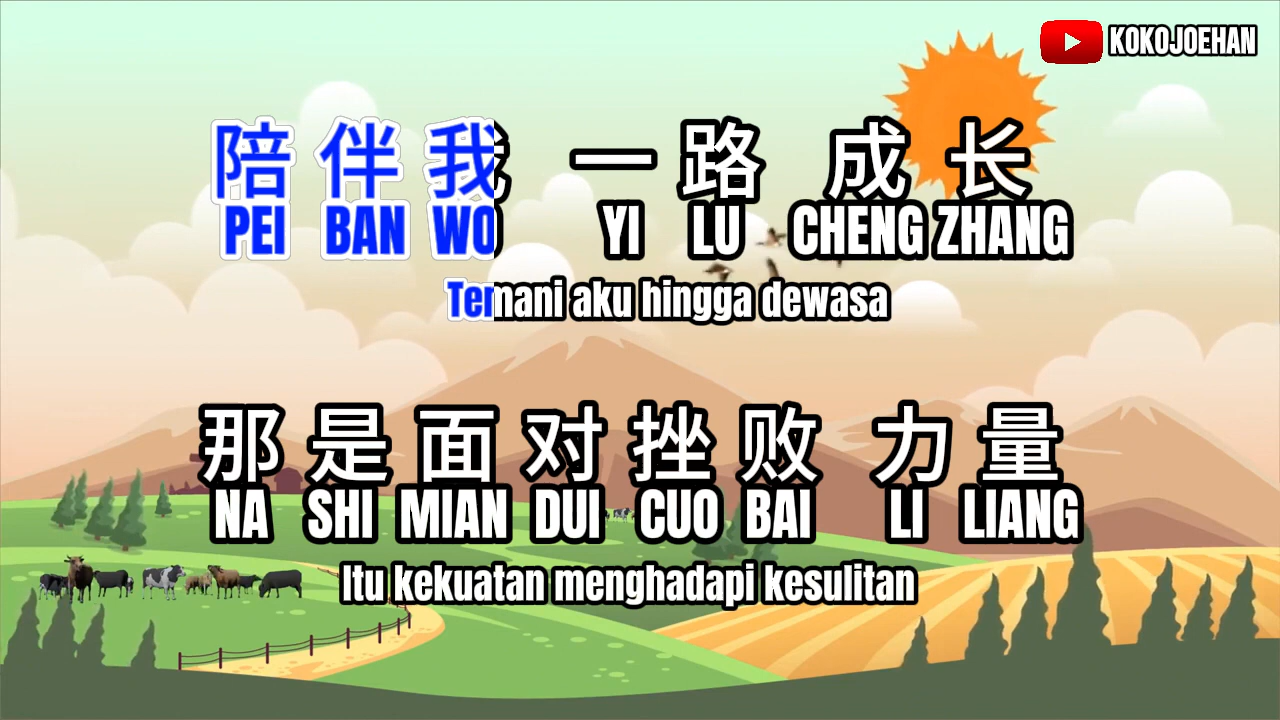 KOKOJOEHAN
陪伴我 一路 成长
PEI BAN WO YI LU CHENG ZHANG
Temani aku hingga dewasa
那是面对挫败 力量
NA SHI MIAN DUI CUO BAI LI LIANG
Itu kekuatan menghadapi kesulitan